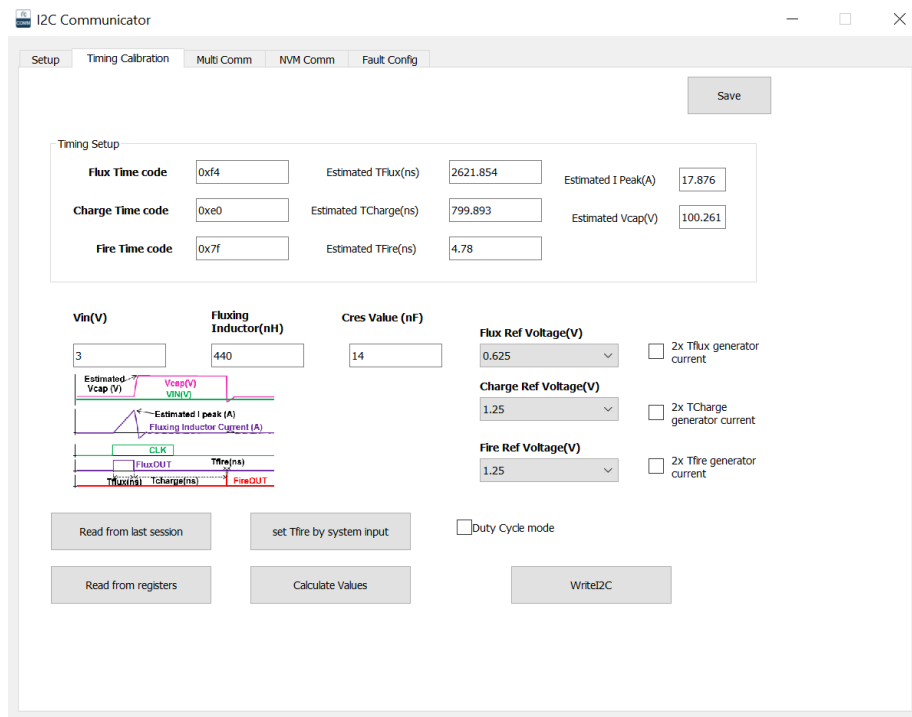 I2C Communicator
Setup
Timing Calibration
Multi Comm
NVM Comm
Fault Config
Save
Timing Setup
Flux Time code
0xf4
Estimated TFlux(ns)
2621.854
Estimated I Peak(A)
17.876
Charge Time code
0xe0
Estimated TCharge(ns)
799.893
Estimated Vcap(V)
100.261
Fire Time code
0x7f
Estimated TFire(ns)
4.78
Vin(V)
Fluxing
Inductor(nH)
Cres Value (nF)
3
440
14
Flux Ref Voltage(V)
0.625
2x Tflux generator
current
Charge Ref Voltage(V)
1.25
2x TCharge
generator current
Fire Ref Voltage(V)
1.25
2x Tfire generator
current
Estimated
Vcap (V)
Vcap(V)
VIN(V)
Estimated I peak (A)
Fluxing Inductor Current (A)
CLK
FluxOUT
Tfire(ns)
Tflux(ns)
Tcharge(ns)
FireOUT
Read from last session
set Tfire by system input
Duty Cycle mode
Read from registers
Calculate Values
WriteI2C